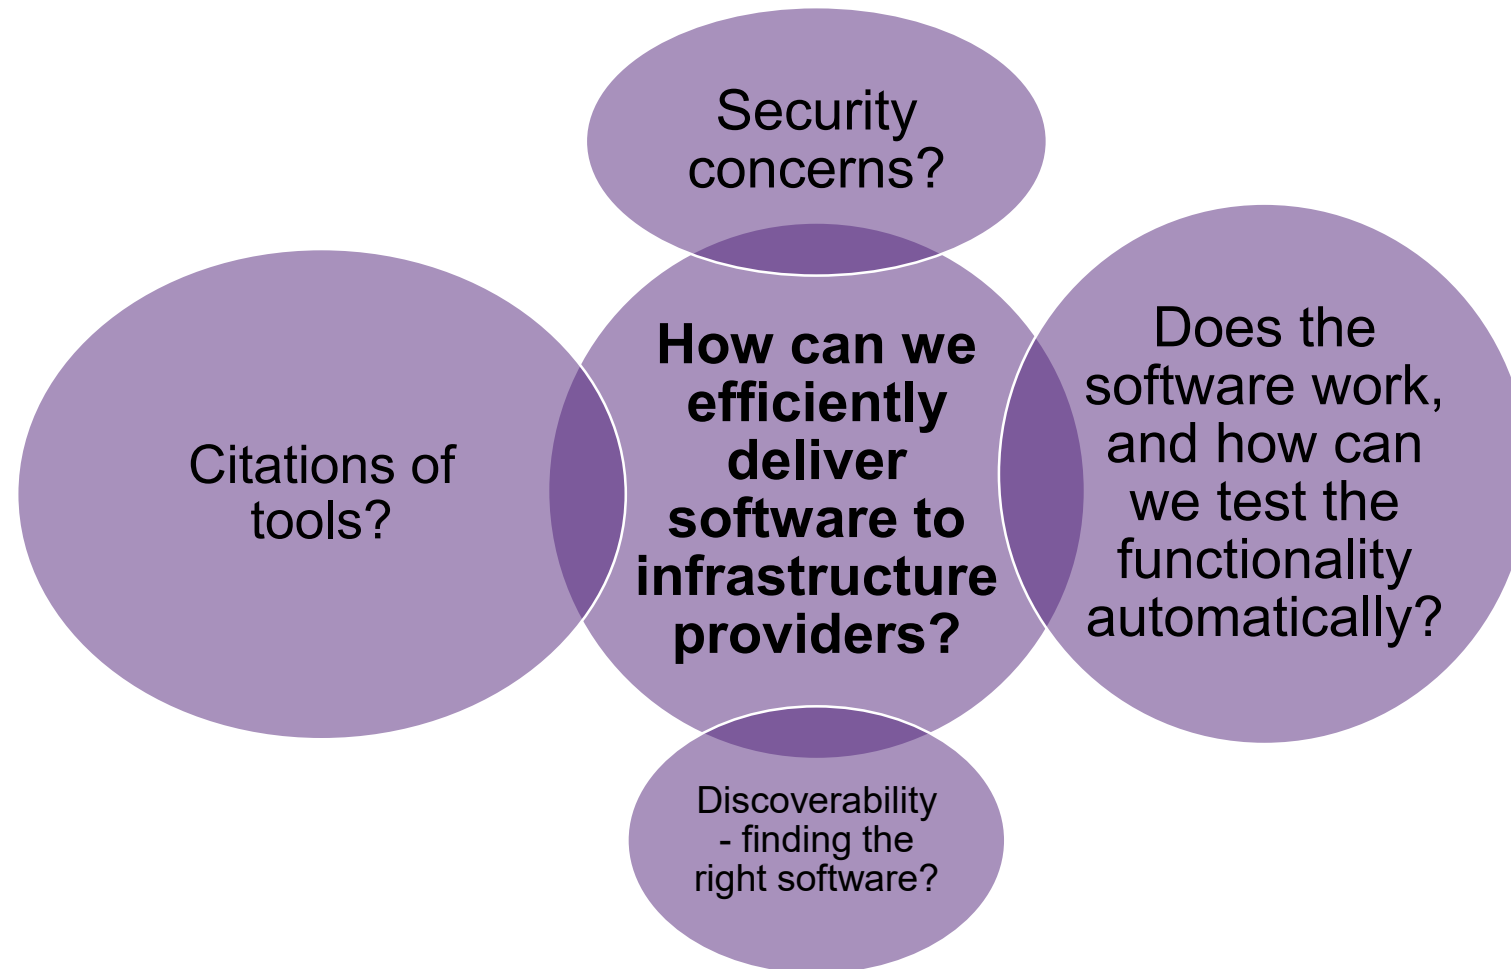 Security
concerns?
Citations of
tools?
How can we
efficiently
deliver
software to
infrastructure
providers?
Does the
software work,
and how can
we test the
functionality
automatically?
Discoverability
- finding the
right software?